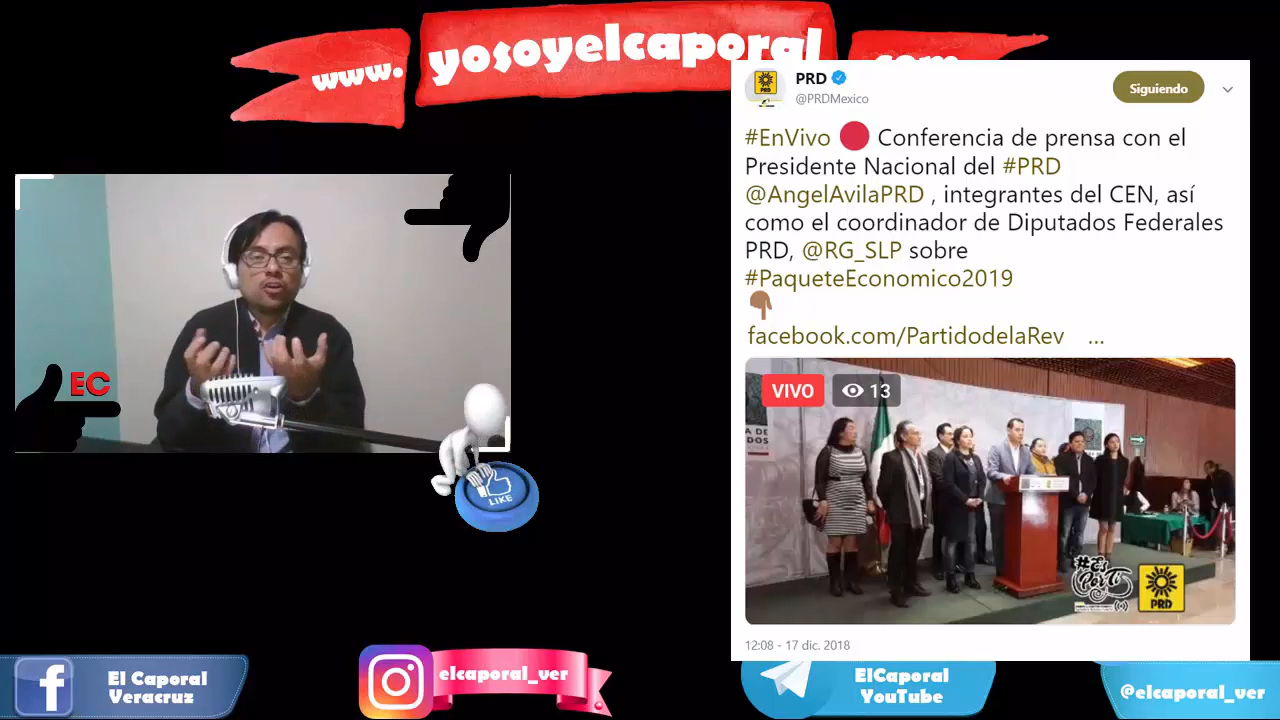 www.
yosoyelcaporal
.com
PRD
@PRDMexico
Siguiendo
#EnVivo 🔴 Conferencia de prensa con el
Presidente Nacional del #PRD
@AngelAvilaPRD , integrantes del CEN, así
como el coordinador de Diputados Federales
PRD, @RG_SLP sobre
#PaqueteEconomico2019
👇🏽
facebook.com/PartidodelaRev ...
VIVO
13
EC
LIKE
#Es
PorTi
PRD
12:08 - 17 dic. 2018
El Caporal
Veracruz
elcaporal_ver
ElCaporal
YouTube
@elcaporal_ver